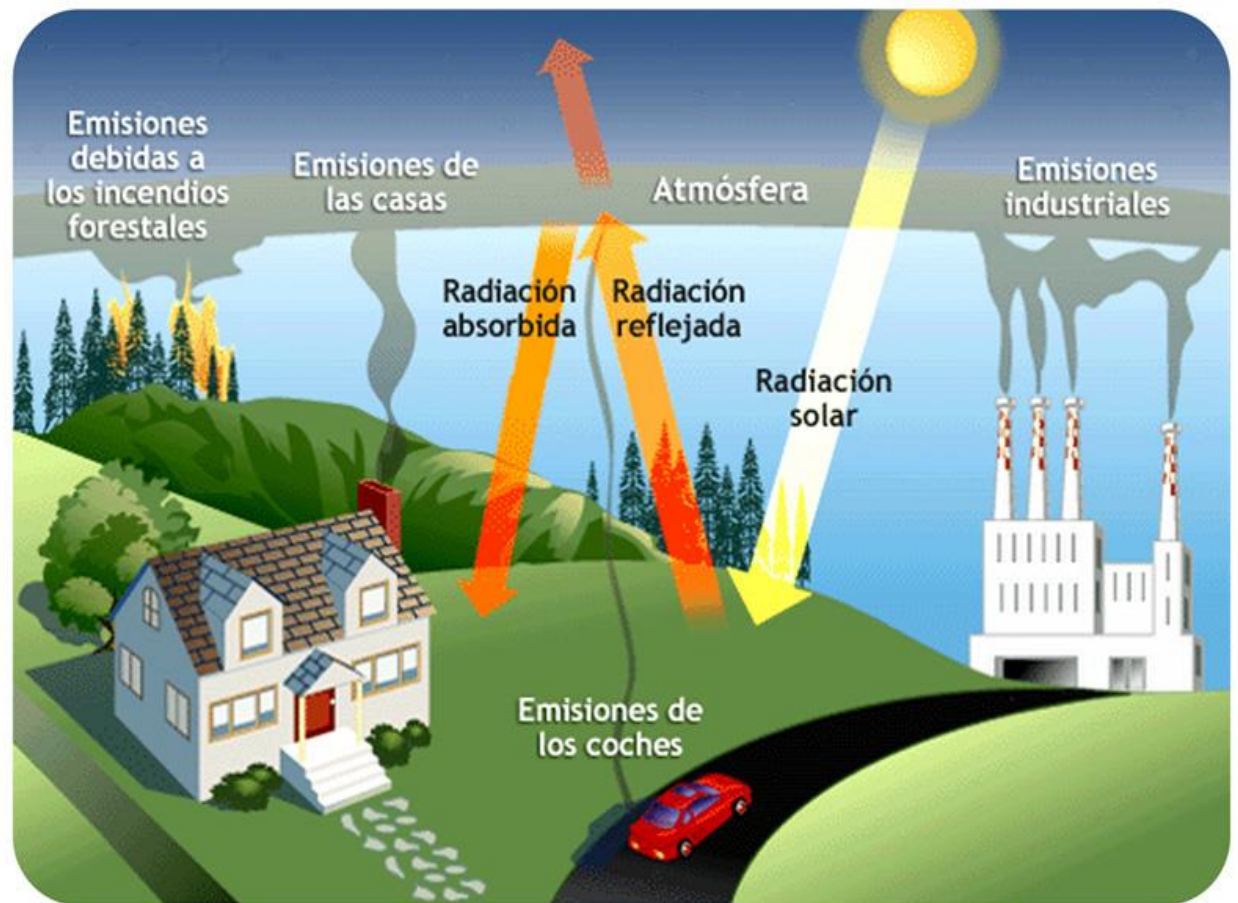 Emisiones
debidas a
los incendios
forestales
Emisiones de
las casas
Atmósfera
Emisiones
industriales
Radiación
absorbida
Radiación
reflejada
Radiación
solar
Emisiones de
los coches